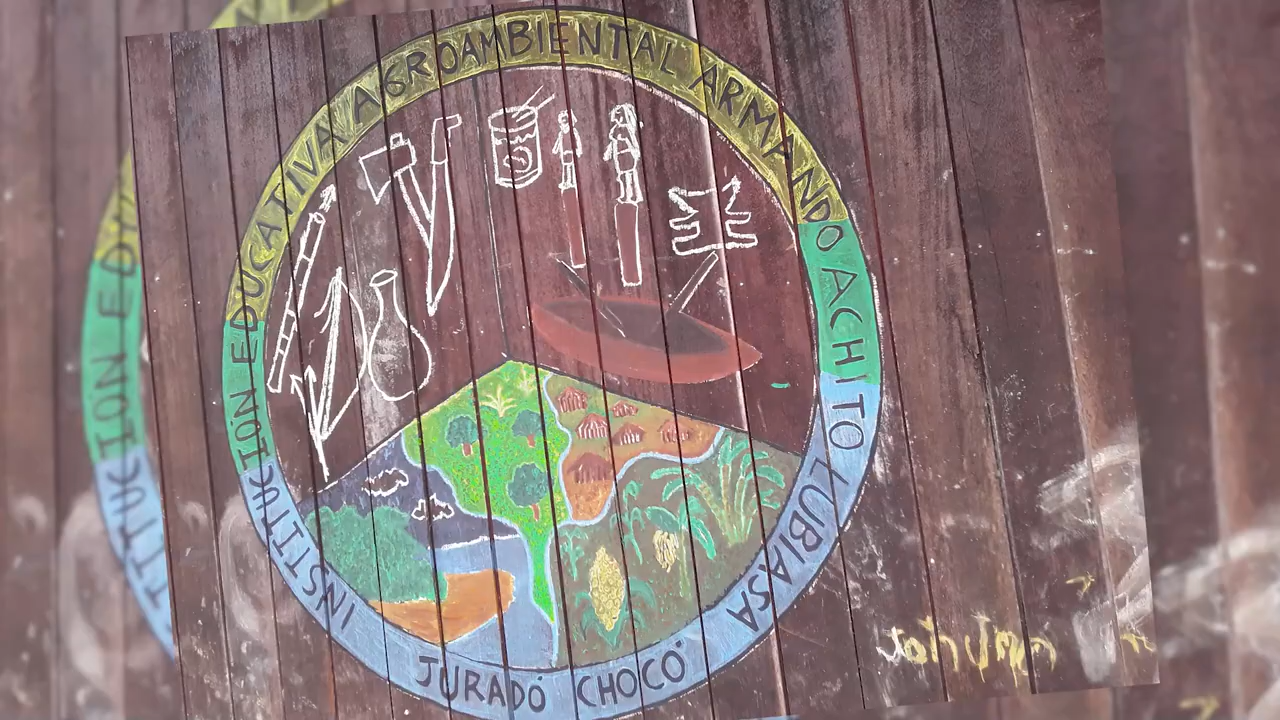 INSTITUCIÓN EDUCATIVA AGROAMBIENTAL ARMANDO ACHITO LUBIASA
JURADÓ CHOCÓ